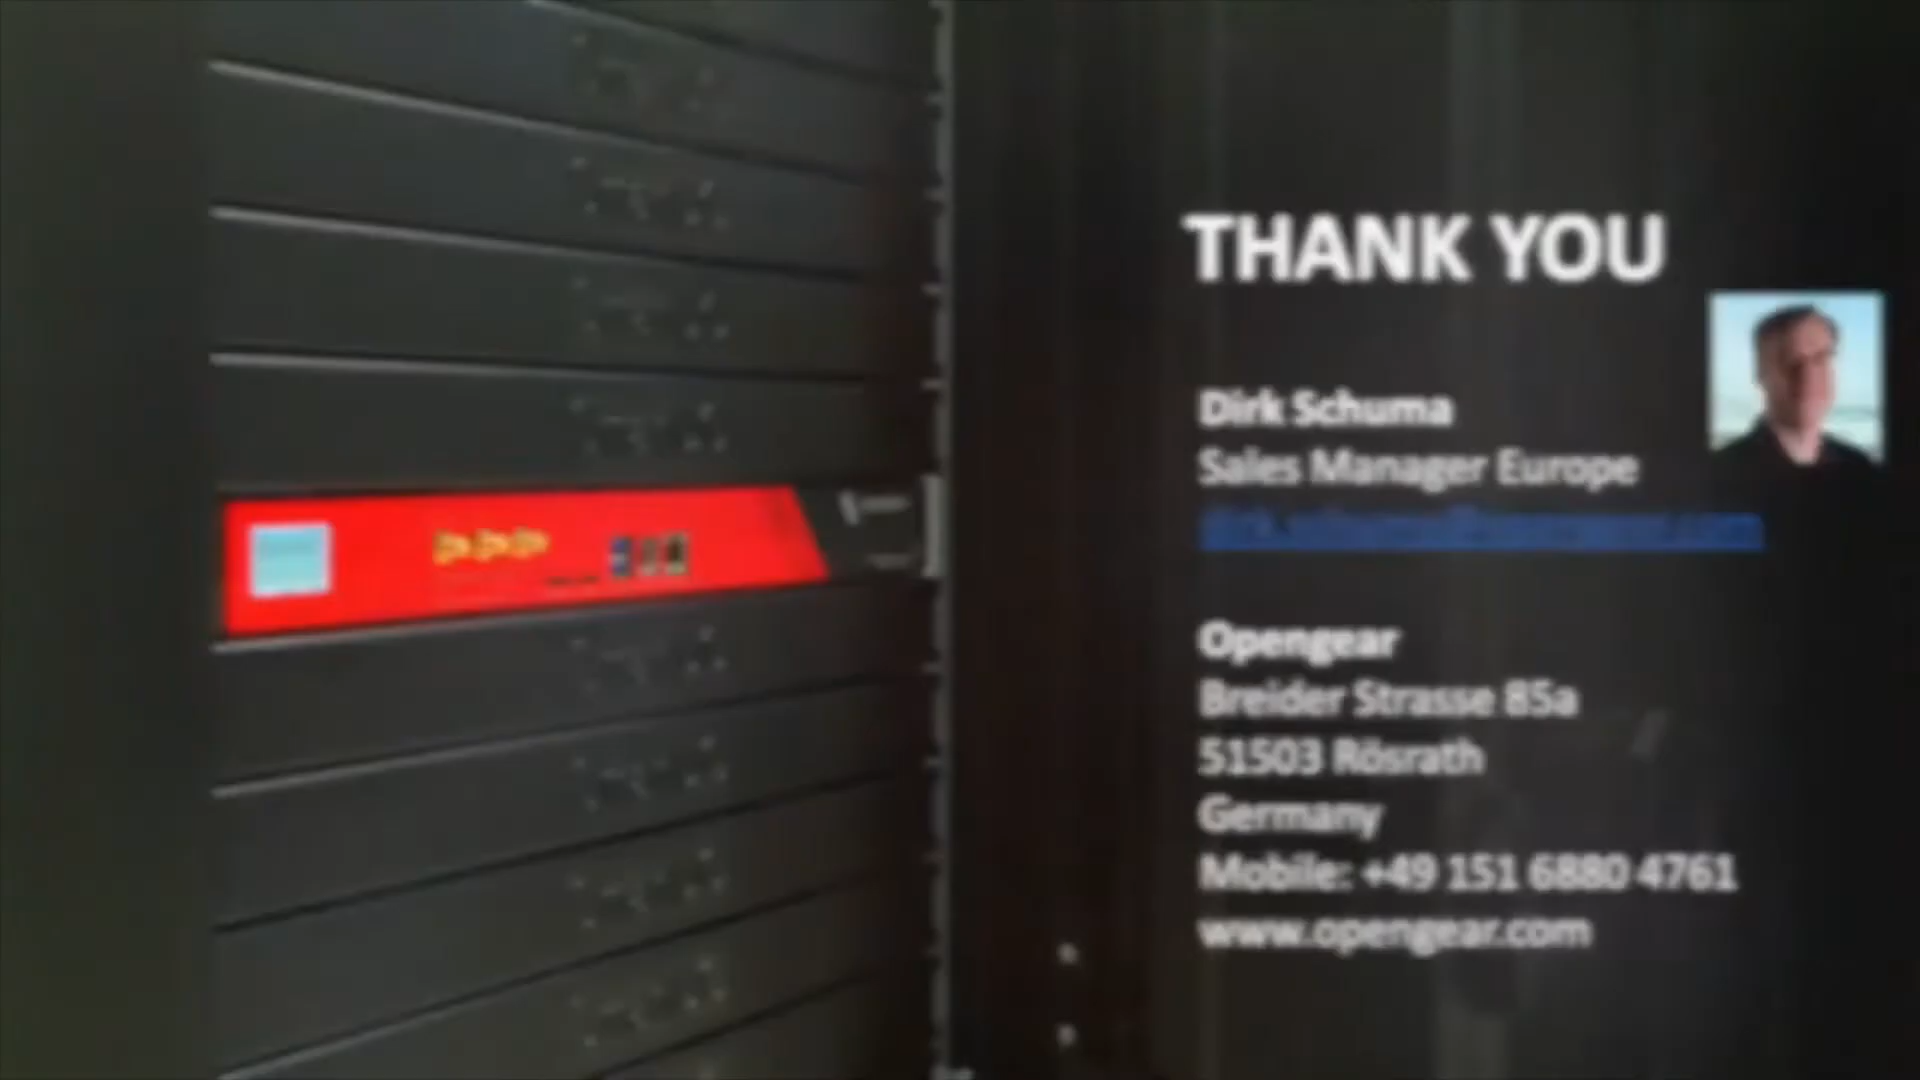 THANK YOU
Dirk Schuma
Sales Manager Europe
Opengear
Breider Strasse 85a
51503 Rösrath
Germany
Mobile: +49 151 6880 4761
www.opengear.com